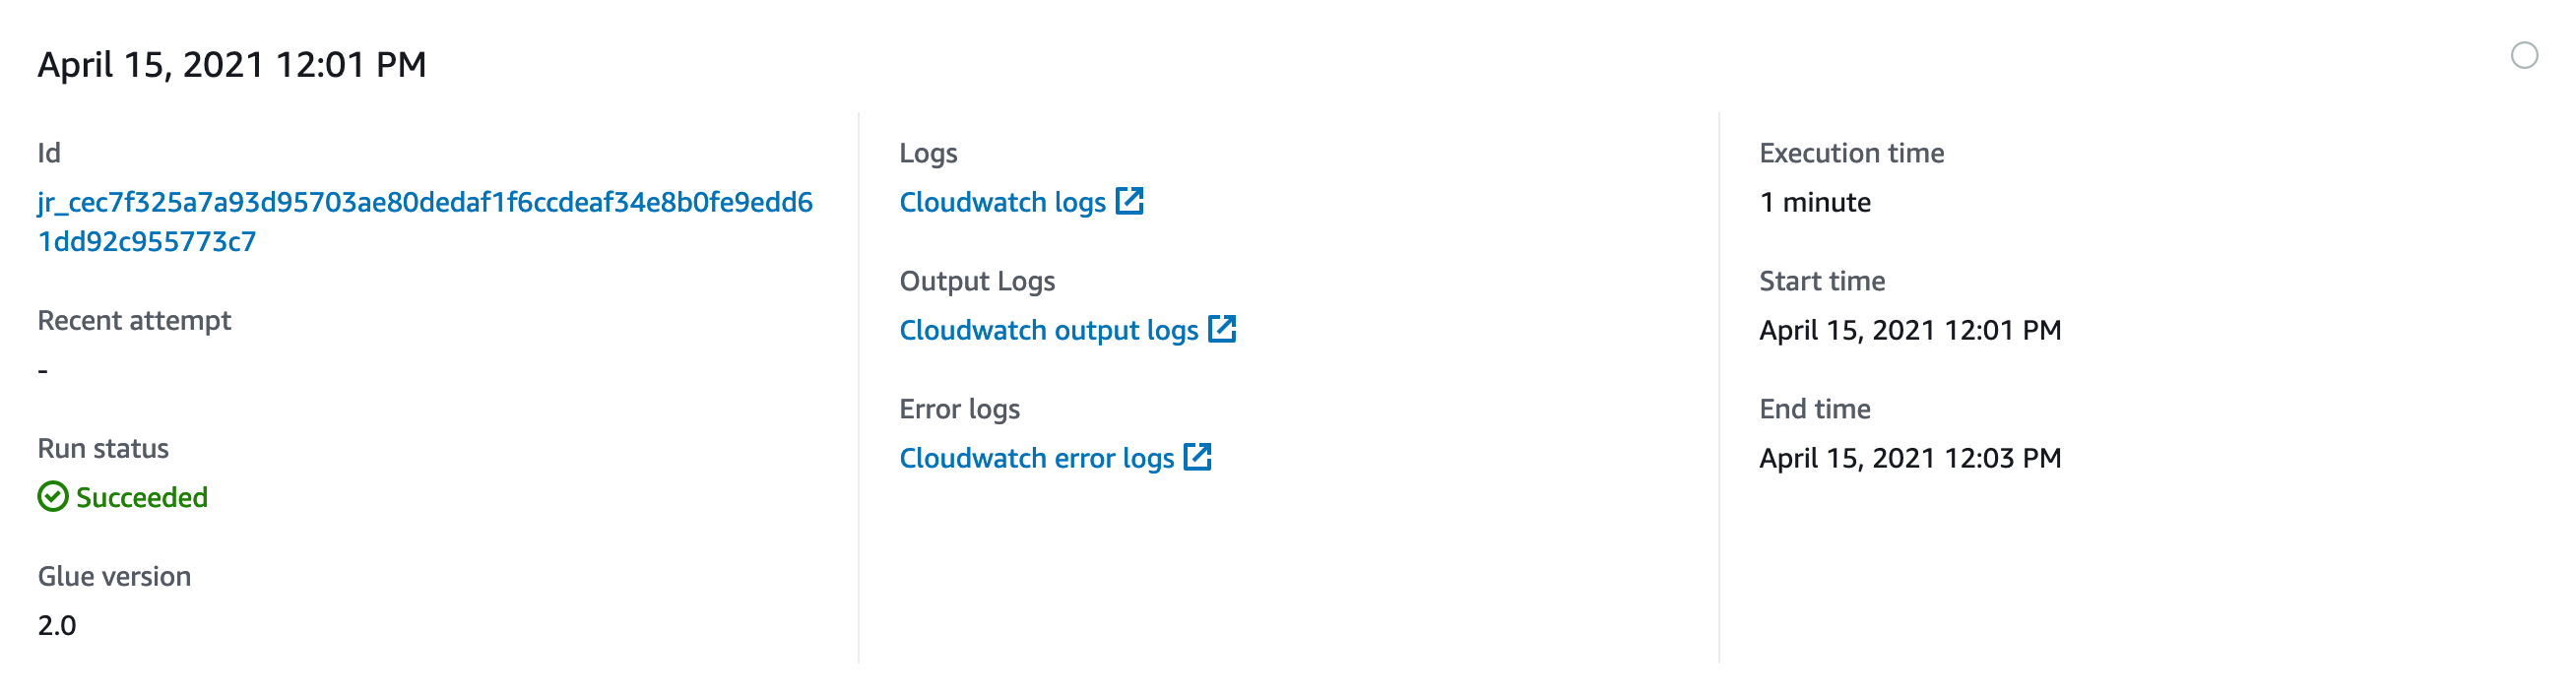 April 15, 2021 12:01 PM
Id
jr_cec7f325a7a93d95703ae80dedaf1f6ccdeaf34e8b0fe9edd6
1dd92c955773c7
Recent attempt
-
Run status
Succeeded
Glue version
2.0
Logs
Cloudwatch logs
Output Logs
Cloudwatch output logs
Error logs
Cloudwatch error logs
Execution time
1 minute
Start time
April 15, 2021 12:01 PM
End time
April 15, 2021 12:03 PM